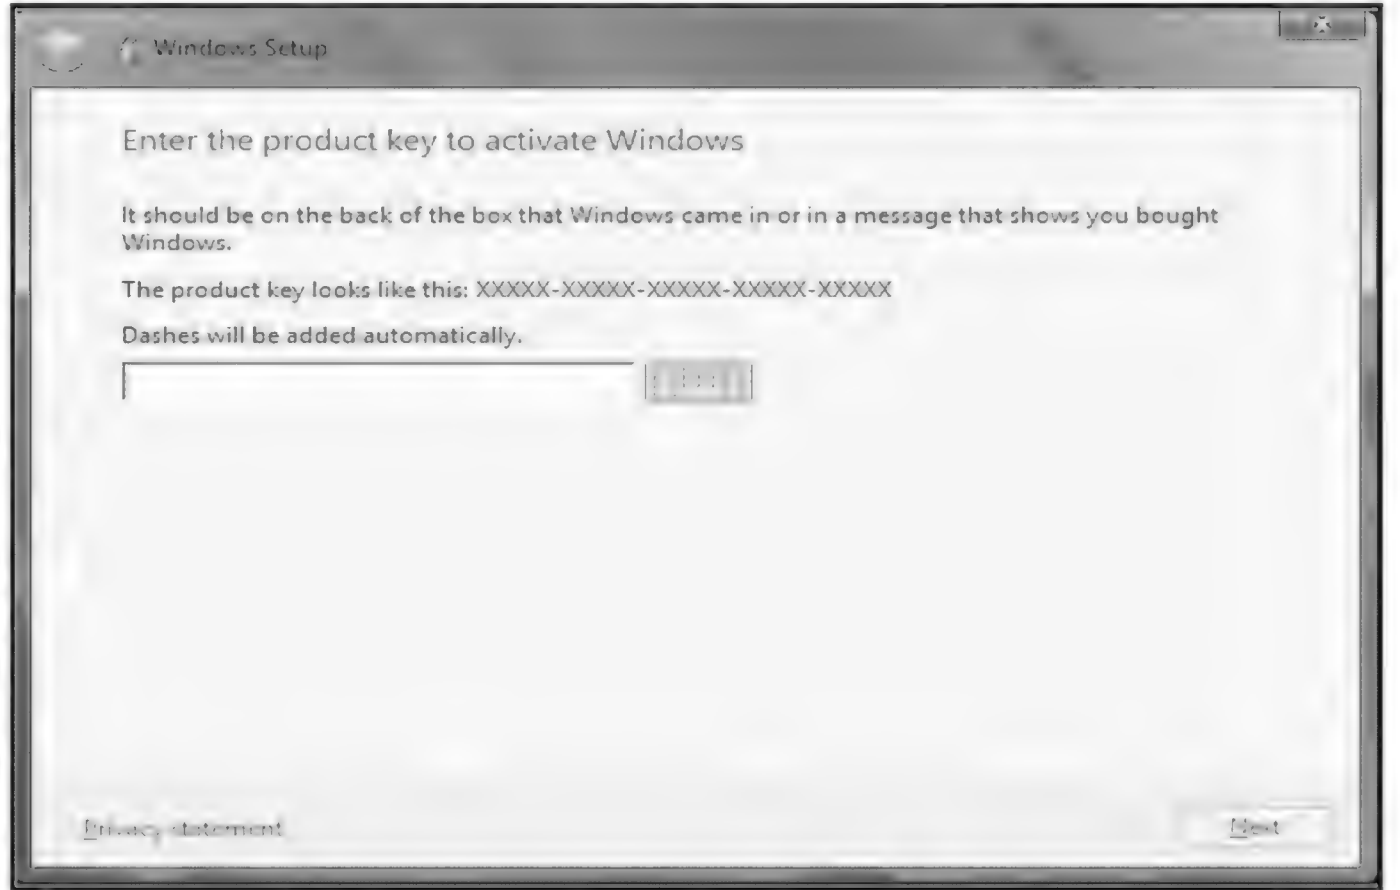 Windows Setup
Enter the product key to activate Windows
It should be on the back of the box that Windows came in or in a message that shows you bought
Windows.
The product key looks like this: XXXXX-XXXXX-XXXXX-XXXXX-XXXXX
Dashes will be added automatically.
Privacy statement
Next